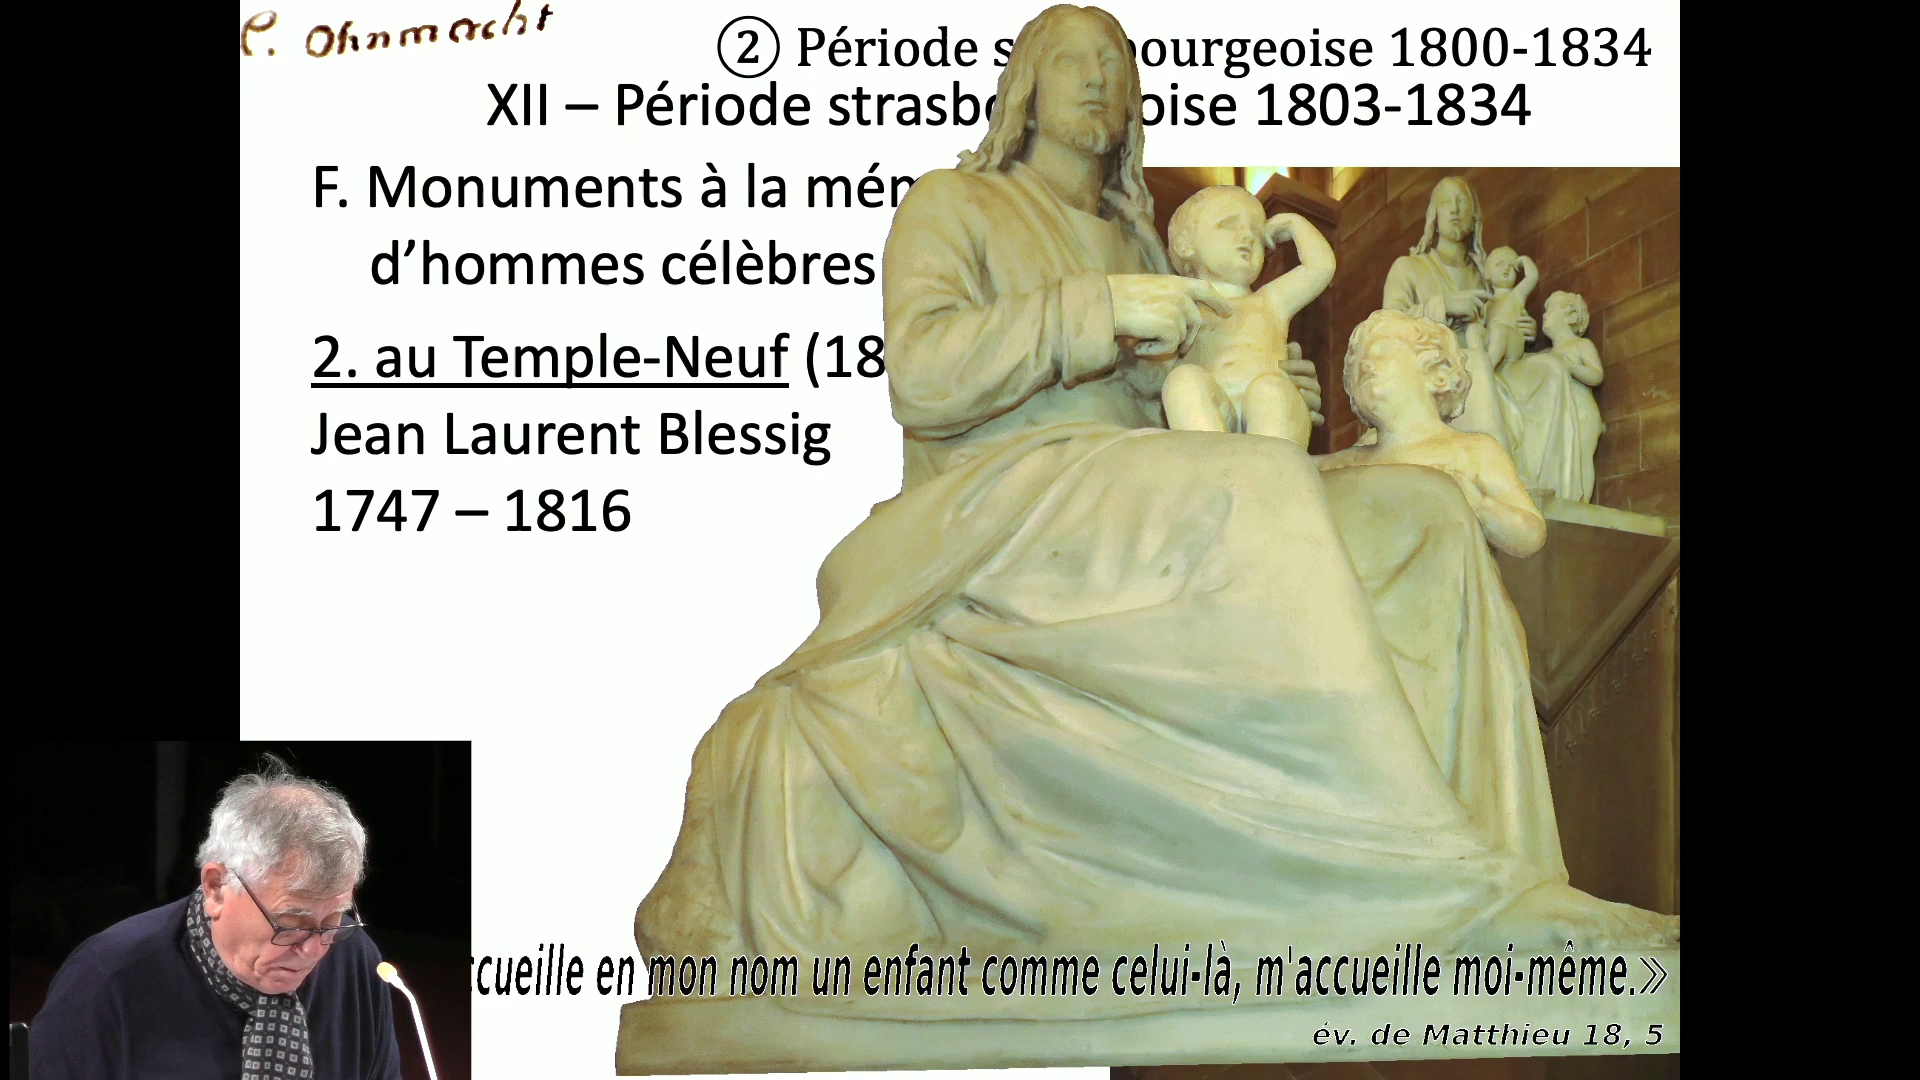 P. Ohnmacht
② Période s ourgeoise 1800-1834
XII – Période strasbo oise 1803-1834
F. Monuments à la mém
d’hommes célèbres
2. au Temple-Neuf (18
Jean Laurent Blessig
1747 – 1816
ccueille en mon nom un enfant comme celui-là, m'accueille moi-même.»
év. de Matthieu 18, 5